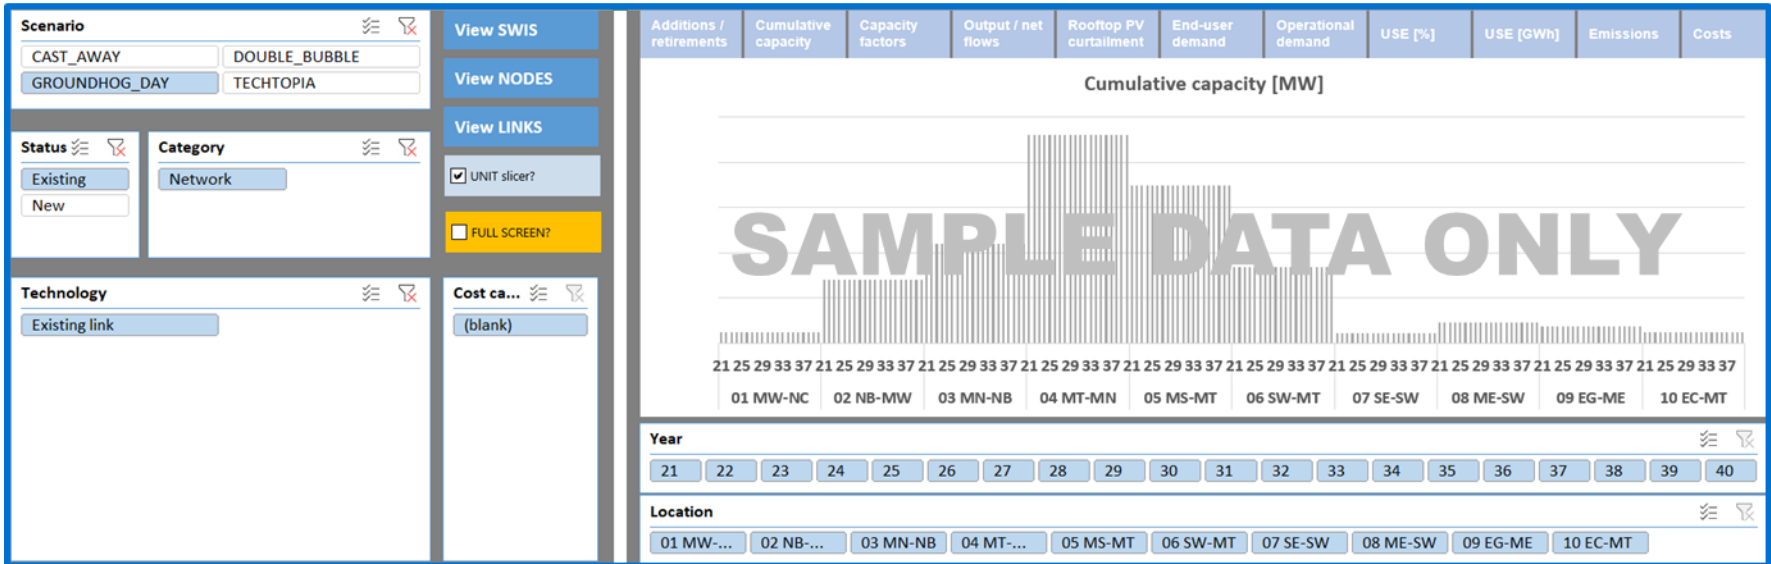 Scenario
CAST_AWAY
DOUBLE_BUBBLE
GROUNDHOG_DAY
TECHTOPIA
Status
Existing
New
Category
Network
Technology
Existing link
View SWIS
View NODES
View LINKS
UNIT slicer?
FULL SCREEN?
Cost ca...
(blank)
Additions / retirements
Cumulative capacity
Capacity factors
Output / net flows
Rooftop PV curtailment
End-user demand
Operational demand
USE [%]
USE [GWh]
Emissions
Costs
Cumulative capacity [MW]
SAMPLE DATA ONLY
21 25 29 33 37 21 25 29 33 37 21 25 29 33 37 21 25 29 33 37 21 25 29 33 37 21 25 29 33 37 21 25 29 33 37 21 25 29 33 37 21 25 29 33 37 21 25 29 33 37
01 MW-NC 02 NB-MW 03 MN-NB 04 MT-MN 05 MS-MT 06 SW-MT 07 SE-SW 08 ME-SW 09 EG-ME 10 EC-MT
Year
21 22 23 24 25 26 27 28 29 30 31 32 33 34 35 36 37 38 39 40
Location
01 MW-... 02 NB-... 03 MN-NB 04 MT-... 05 MS-MT 06 SW-MT 07 SE-SW 08 ME-SW 09 EG-ME 10 EC-MT